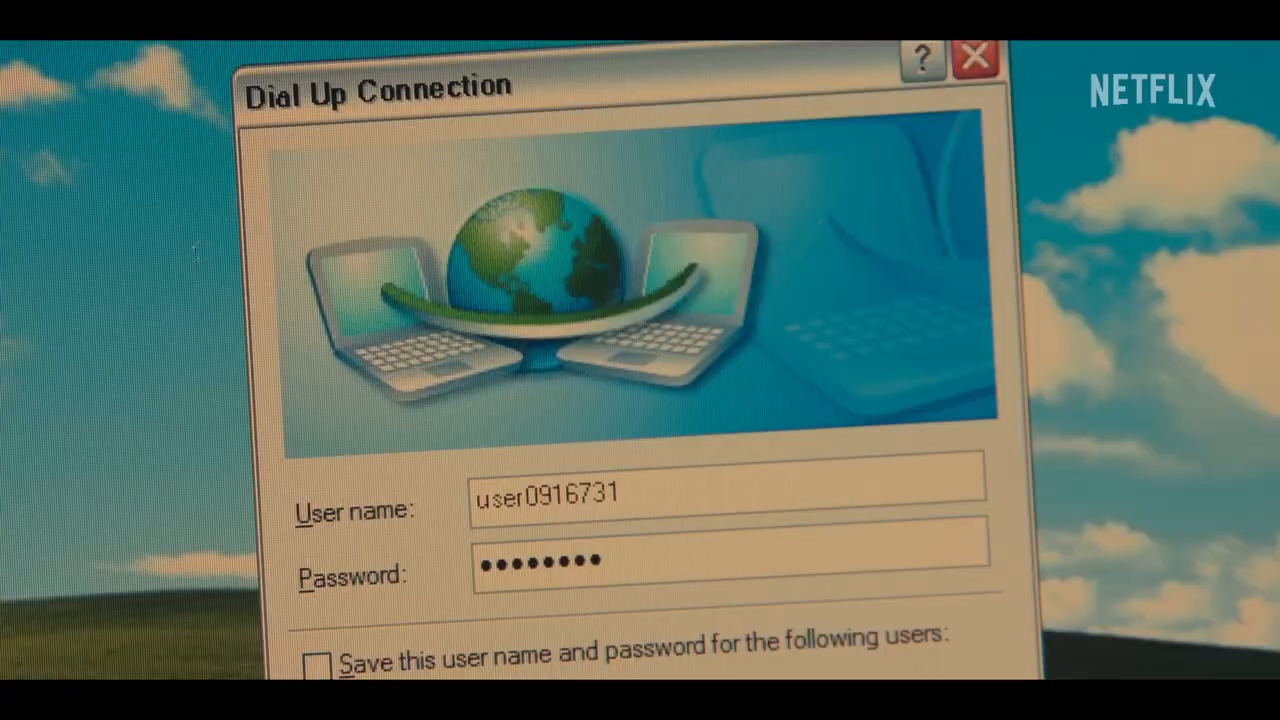 Dial Up Connection
?
NETFLIX
User name:
user0916731
Password:
••••••••
Save this user name and password for the following users: